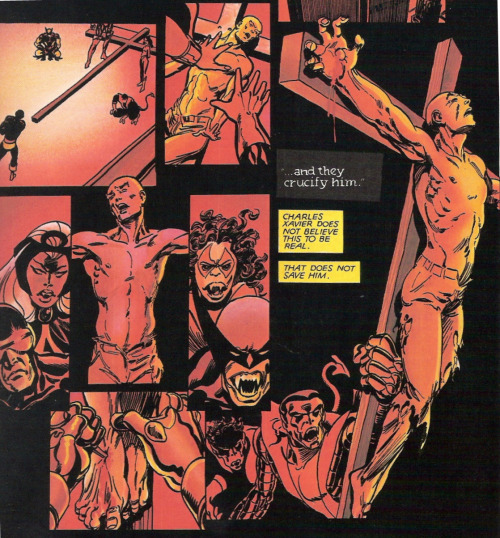 "...and they
crucify him."
CHARLES
XAVIER DOES
NOT BELIEVE
THIS TO BE
REAL.
THAT DOES NOT
SAVE HIM.